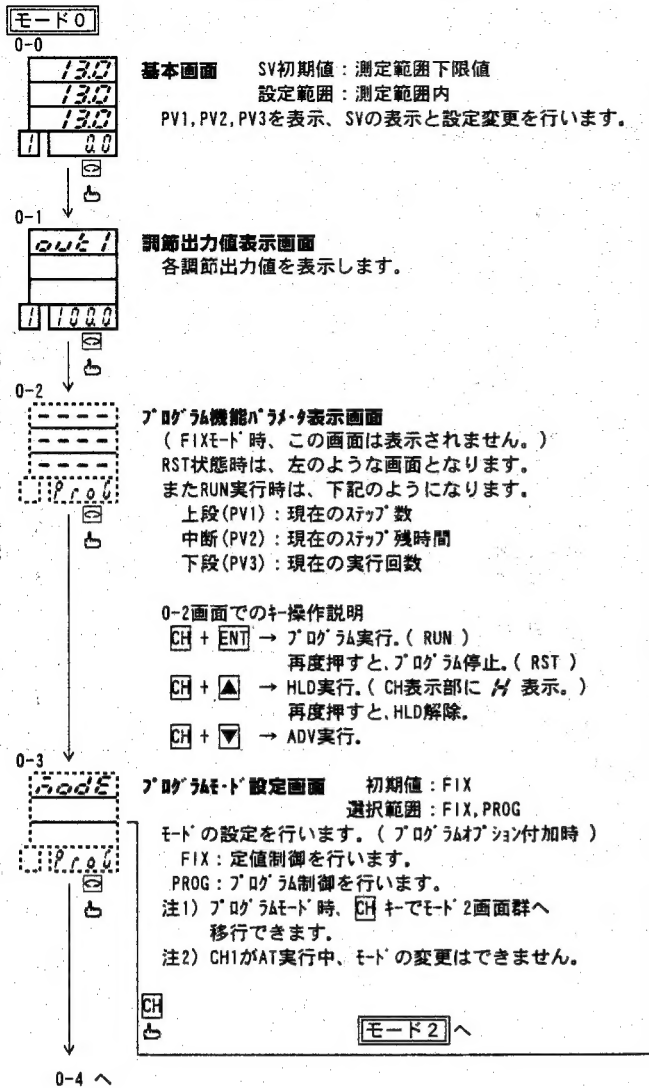 モード0
0-0
13.0
13.0
13.0
1 0.0
基本画面 SV初期値：測定範囲下限値
設定範囲：測定範囲内
PV1,PV2,PV3を表示、SVの表示と設定変更を行います。
0-1
out1
1 100.0
調節出力値表示画面
各調節出力値を表示します。
0-2
----
----
----
ProG
ﾌﾟﾛｸﾞﾗﾑ機能ﾊﾟﾗﾒｰﾀ表示画面
( FIXﾓｰﾄﾞ時、この画面は表示されません。)
RST状態時は、左のような画面となります。
またRUN実行時は、下記のようになります。
上段(PV1)：現在のｽﾃｯﾌﾟ数
中断(PV2)：現在のｽﾃｯﾌﾟ残時間
下段(PV3)：現在の実行回数
0-2画面でのｷｰ操作説明
CH + ENT → ﾌﾟﾛｸﾞﾗﾑ実行.( RUN )
再度押すと､ﾌﾟﾛｸﾞﾗﾑ停止.( RST )
CH + ▲ → HLD実行.( CH表示部に H 表示。)
再度押すと､HLD解除。
CH + ▼ → ADV実行.
0-3
modE
ProG
ﾌﾟﾛｸﾞﾗﾑﾓｰﾄﾞ設定画面 初期値：FIX
選択範囲：FIX,PROG
ﾓｰﾄﾞの設定を行います。( ﾌﾟﾛｸﾞﾗﾑｵﾌﾟｼｮﾝ付加時 )
FIX：定値制御を行います。
PROG：ﾌﾟﾛｸﾞﾗﾑ制御を行います。
注1) ﾌﾟﾛｸﾞﾗﾑﾓｰﾄﾞ時、CH ｷｰでﾓｰﾄﾞ2画面群へ
移行できます。
注2) CH1がAT実行中、ﾓｰﾄﾞの変更はできません。
CH
モード2へ
0-4 へ